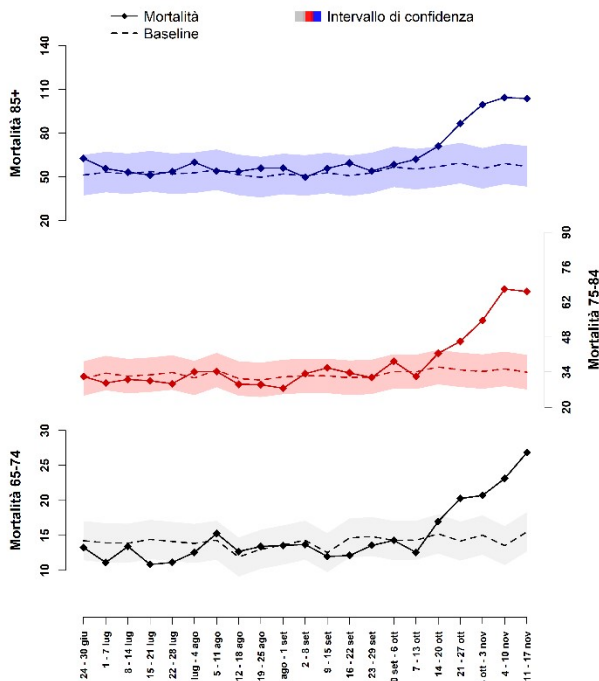 Mortalità
Baseline
Intervallo di confidenza
Mortalità 85+
140
110
80
50
20
Mortalità 75-84
90
76
62
48
34
20
Mortalità 65-74
30
25
20
15
10
24 - 30 giu
1 - 7 lug
8 - 14 lug
15 - 21 lug
22 - 28 lug
lug - 4 ago
5 - 11 ago
12 - 18 ago
19 - 25 ago
ago - 1 set
2 - 8 set
9 - 15 set
16 - 22 set
23 - 29 set
0 set - 6 ott
7 - 13 ott
14 - 20 ott
21 - 27 ott
ott - 3 nov
4 - 10 nov
11 - 17 nov